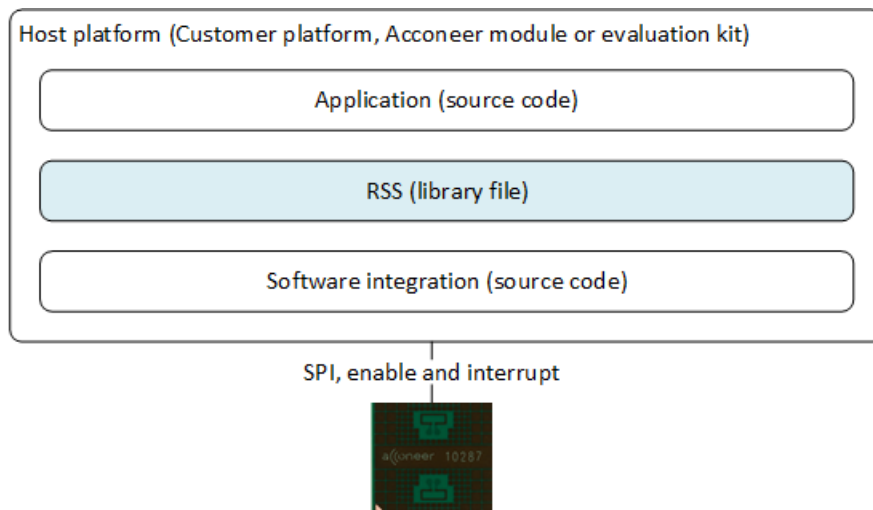 Host platform (Customer platform, Acconeer module or evaluation kit)
Application (source code)
RSS (library file)
Software integration (source code)
SPI, enable and interrupt
acconeer 10287